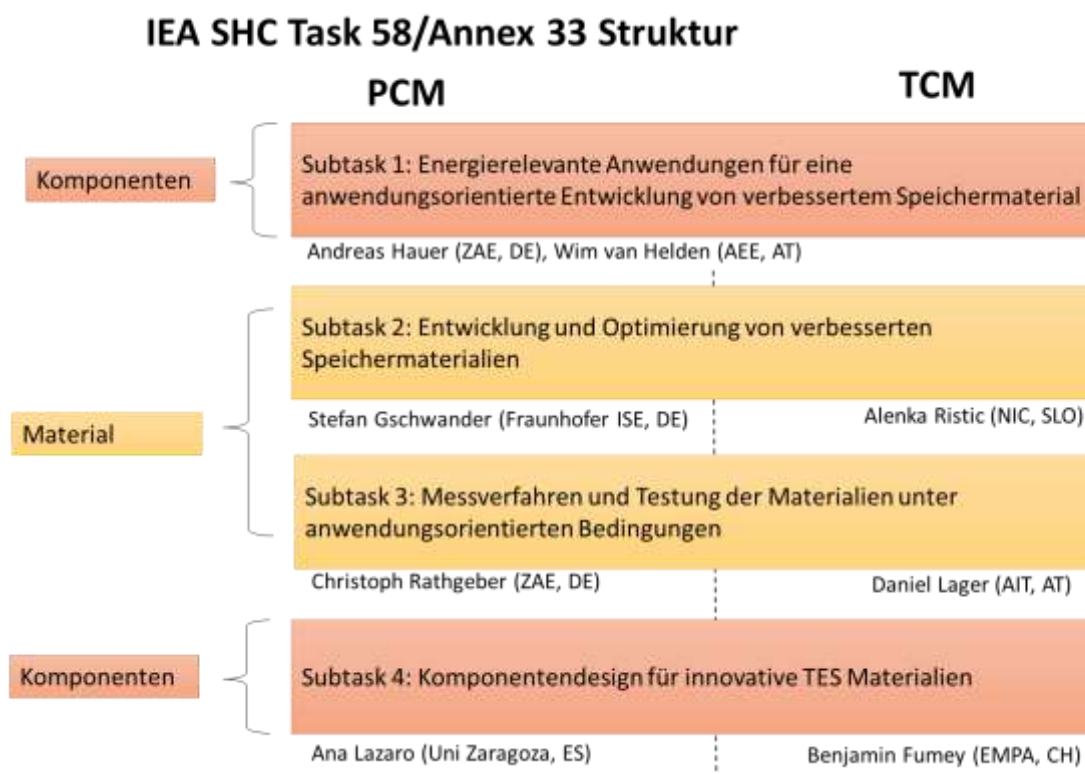 IEA SHC Task 58/Annex 33 Struktur
PCM
TCM
Komponenten
Subtask 1: Energierelevante Anwendungen für eine
anwendungsorientierte Entwicklung von verbessertem Speichermaterial
Andreas Hauer (ZAE, DE), Wim van Helden (AEE, AT)
Material
Subtask 2: Entwicklung und Optimierung von verbesserten
Speichermaterialien
Stefan Gschwander (Fraunhofer ISE, DE)
Alenka Ristic (NIC, SLO)
Subtask 3: Messverfahren und Testung der Materialien unter
anwendungsorientierten Bedingungen
Christoph Rathgeber (ZAE, DE)
Daniel Lager (AIT, AT)
Komponenten
Subtask 4: Komponentendesign für innovative TES Materialien
Ana Lazaro (Uni Zaragoza, ES)
Benjamin Fumey (EMPA, CH)